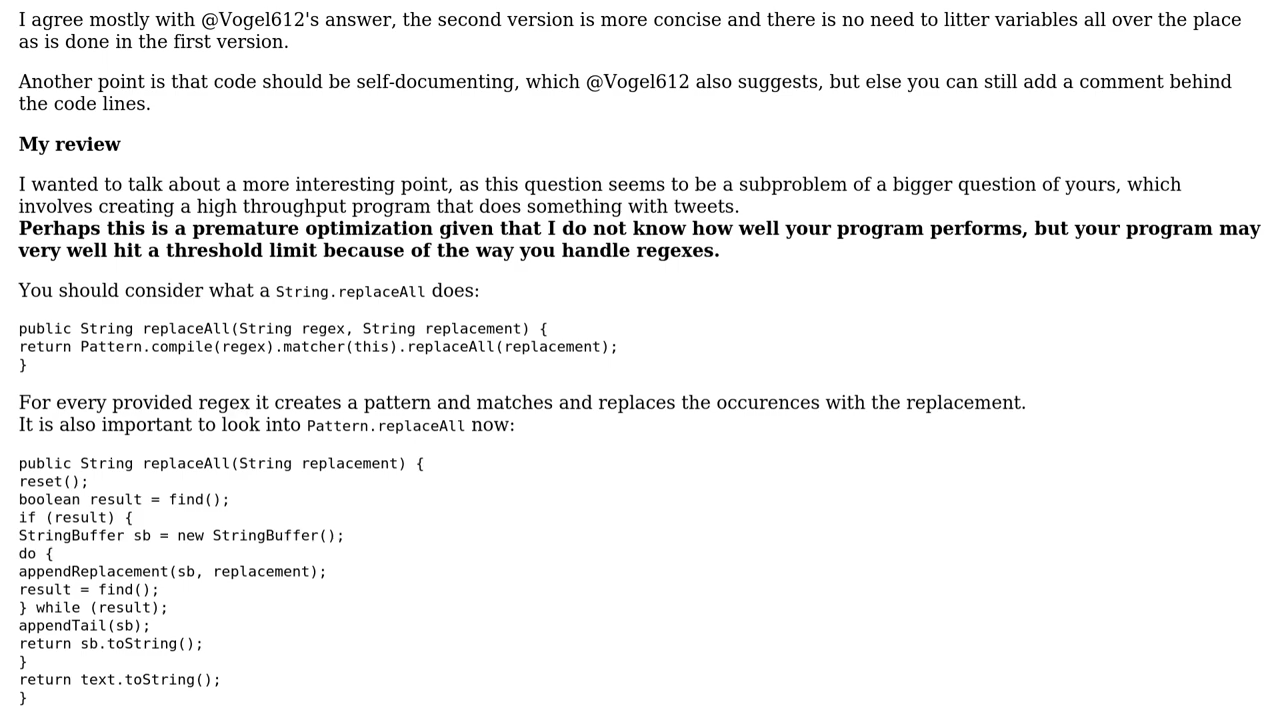 I agree mostly with @Vogel612's answer, the second version is more concise and there is no need to litter variables all over the place
as is done in the first version.
Another point is that code should be self-documenting, which @Vogel612 also suggests, but else you can still add a comment behind
the code lines.
My review
I wanted to talk about a more interesting point, as this question seems to be a subproblem of a bigger question of yours, which
involves creating a high throughput program that does something with tweets.
Perhaps this is a premature optimization given that I do not know how well your program performs, but your program may
very well hit a threshold limit because of the way you handle regexes.
You should consider what a String.replaceAll does:
public String replaceAll(String regex, String replacement) {
return Pattern.compile(regex).matcher(this).replaceAll(replacement);
}
For every provided regex it creates a pattern and matches and replaces the occurences with the replacement.
It is also important to look into Pattern.replaceAll now:
public String replaceAll(String replacement) {
reset();
boolean result = find();
if (result) {
StringBuffer sb = new StringBuffer();
do {
appendReplacement(sb, replacement);
result = find();
} while (result);
appendTail(sb);
return sb.toString();
}
return text.toString();
}